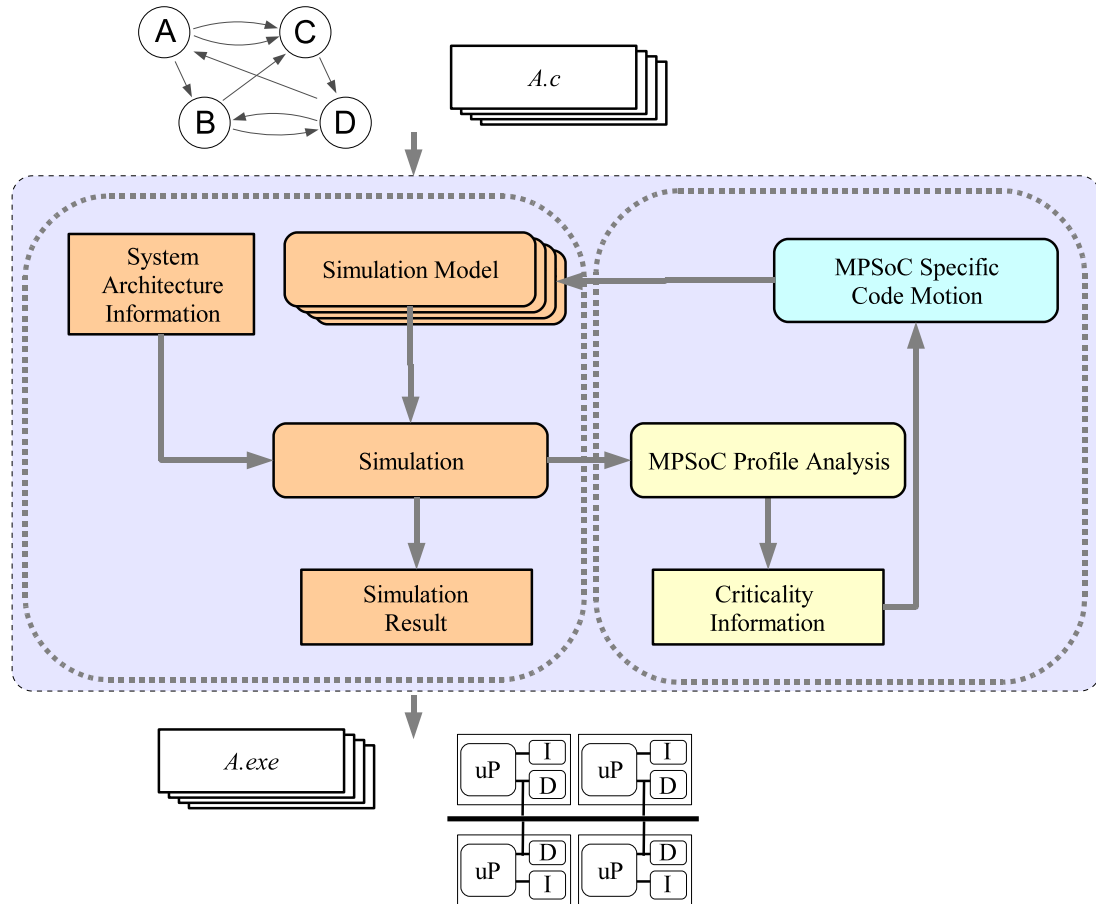 A
C
B
D
A.c
System
Architecture
Information
Simulation Model
MPSoC Specific
Code Motion
Simulation
MPSoC Profile Analysis
Simulation
Result
Criticality
Information
A.exe
uP
I
D
uP
I
D
uP
D
I
uP
D
I